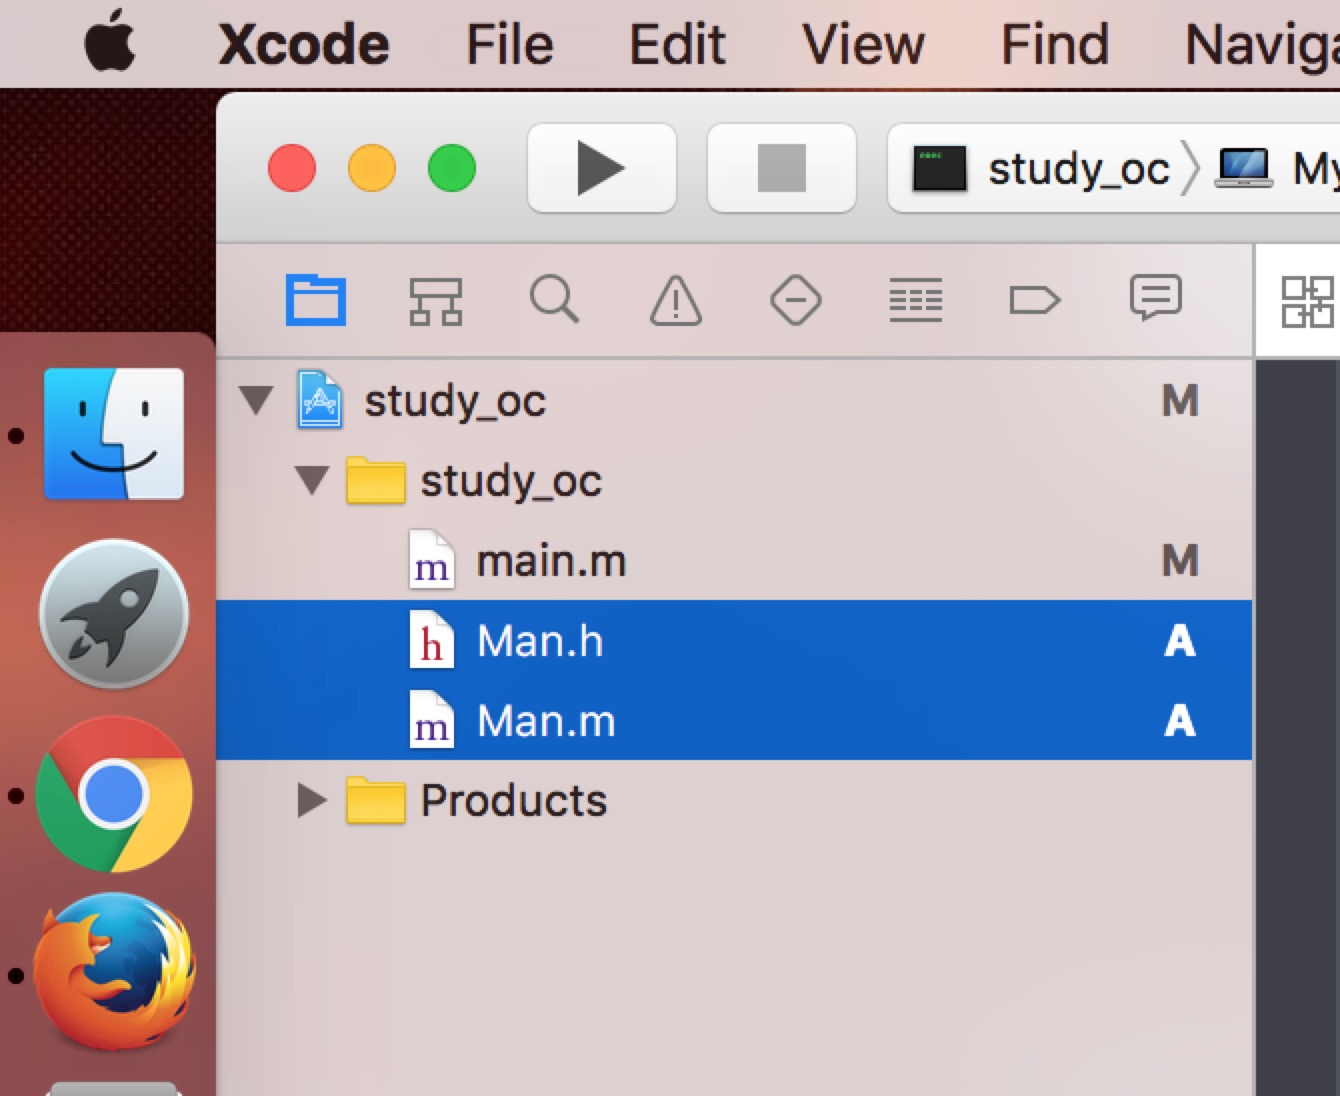 Xcode File Edit View Find Naviga
study_oc My
study_oc M
study_oc
m main.m M
h Man.h A
m Man.m A
Products